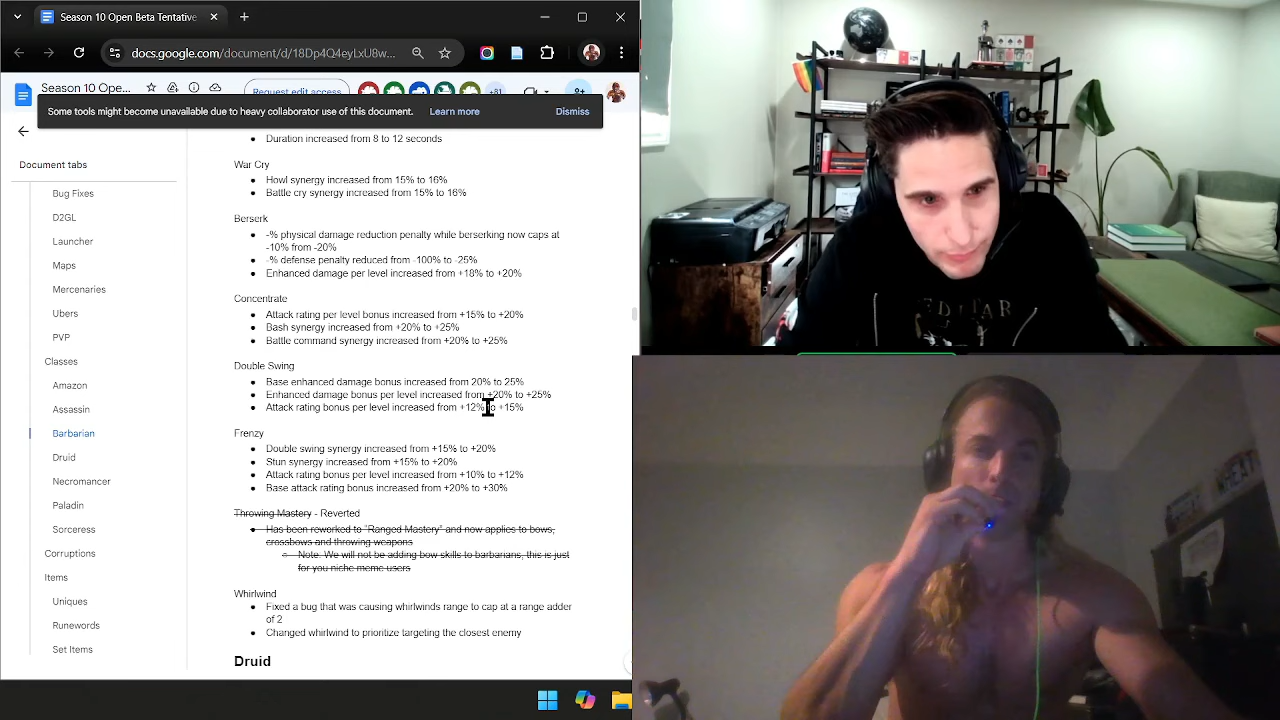 Season 10 Open Beta Tentative
docs.google.com/document/d/18Dp4Q4eyLxU8w...
Season 10 Ope...
Request edit access
Some tools might become unavailable due to heavy collaborator use of this document.
Learn more
Dismiss
Document tabs
Bug Fixes
D2GL
Launcher
Maps
Mercenaries
Ubers
PVP
Classes
Amazon
Assassin
Barbarian
Druid
Necromancer
Paladin
Sorceress
Corruptions
Items
Uniques
Runewords
Set Items
Duration increased from 8 to 12 seconds
War Cry
Howl synergy increased from 15% to 16%
Battle cry synergy increased from 15% to 16%
Berserk
-% physical damage reduction penalty while berserking now caps at
-10% from -20%
-% defense penalty reduced from -100% to -25%
Enhanced damage per level increased from +18% to +20%
Concentrate
Attack rating per level bonus increased from +15% to +20%
Bash synergy increased from +20% to +25%
Battle command synergy increased from +20% to +25%
Double Swing
Base enhanced damage bonus increased from 20% to 25%
Enhanced damage bonus per level increased from +20% to +25%
Attack rating bonus per level increased from +12% to +15%
Frenzy
Double swing synergy increased from +15% to +20%
Stun synergy increased from +15% to +20%
Attack rating bonus per level increased from +10% to +12%
Base attack rating bonus increased from +20% to +30%
Throwing Mastery - Reverted
Has been reworked to "Ranged Mastery" and now applies to bows,
crossbows and throwing weapons
Note: We will not be adding bow skills to barbarians, this is just
for you niche meme users
Whirlwind
Fixed a bug that was causing whirlwinds range to cap at a range adder
of 2
Changed whirlwind to prioritize targeting the closest enemy
Druid